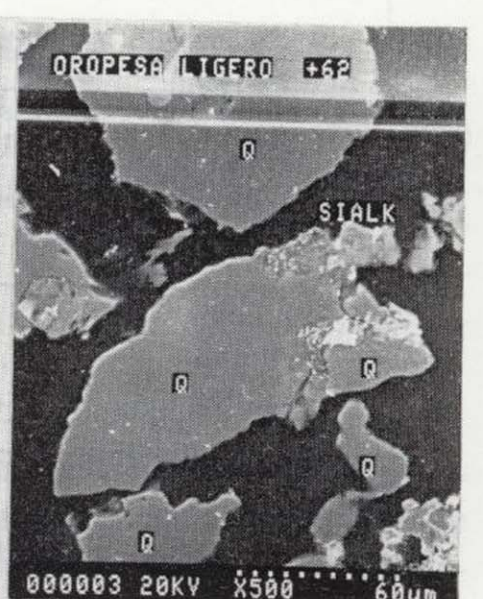 OROPESA LIGERO +62
Q
SIALK
Q
Q
Q
Q
000003 20KV X500 60um